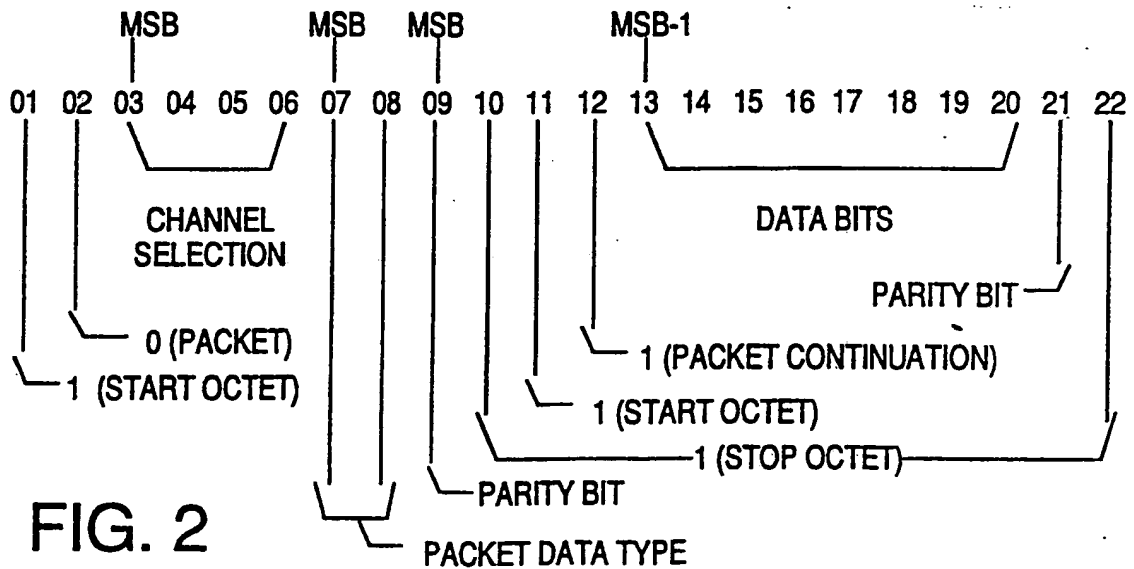 MSB MSB MSB MSB-1
01 02 03 04 05 06 07 08 09 10 11 12 13 14 15 16 17 18 19 20 21 22
CHANNEL
SELECTION
DATA BITS
PARITY BIT
0 (PACKET)
1 (PACKET CONTINUATION)
1 (START OCTET)
1 (START OCTET)
1 (STOP OCTET)
PARITY BIT
PACKET DATA TYPE
FIG. 2